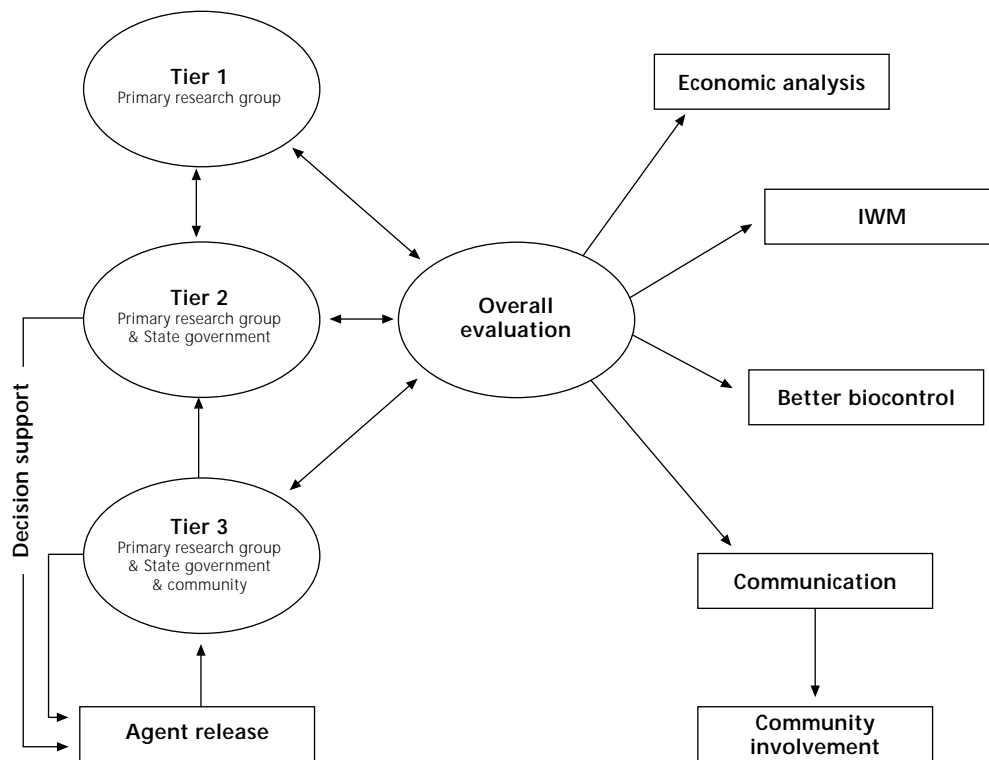 Tier 1
Primary research group
Economic analysis
IWM
Tier 2
Primary research group
& State government
Overall
evaluation
Better biocontrol
Decision support
Tier 3
Primary research group
& State government
& community
Communication
Agent release
Community
involvement